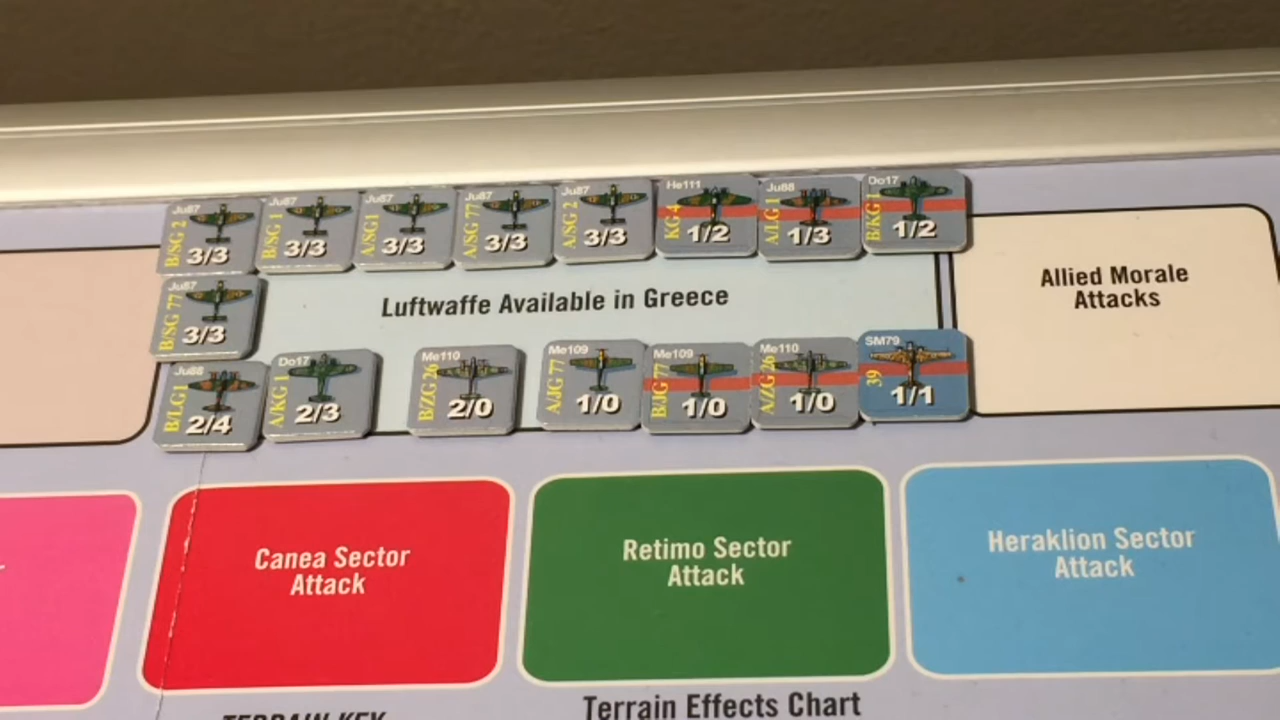 Ju87
B/SG 2
3/3
Ju87
B/SG 1
3/3
Ju87
A/SG1
3/3
Ju87
A/SG 77
3/3
Ju87
A/SG 2
3/3
He111
KG 4
1/2
Ju88
A/LG 1
1/3
Do17
B/KG 1
1/2
Ju87
B/SG 77
3/3
Luftwaffe Available in Greece
Allied Morale
Attacks
Ju88
B/LG1
2/4
Do17
A/KG 1
2/3
Me110
B/ZG 26
2/0
Me109
A/JG 77
1/0
Me109
B/JG 77
1/0
Me110
A/ZG 26
1/0
SM79
39
1/1
Canea Sector
Attack
Retimo Sector
Attack
Heraklion Sector
Attack
TERRAIN KEY
Terrain Effects Chart